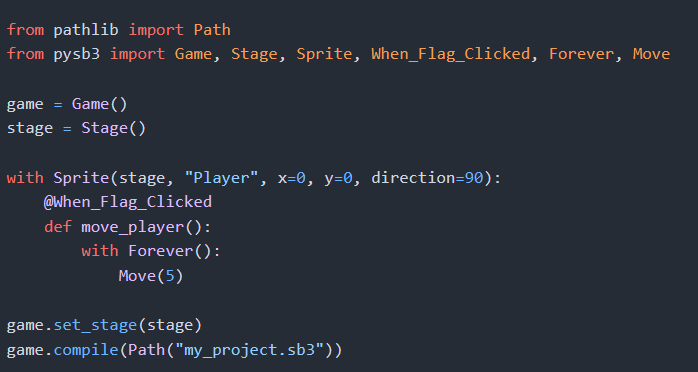 from pathlib import Path
from pysb3 import Game, Stage, Sprite, When_Flag_Clicked, Forever, Move
game = Game()
stage = Stage()
with Sprite(stage, "Player", x=0, y=0, direction=90):
    @When_Flag_Clicked
    def move_player():
        with Forever():
            Move(5)
game.set_stage(stage)
game.compile(Path("my_project.sb3"))